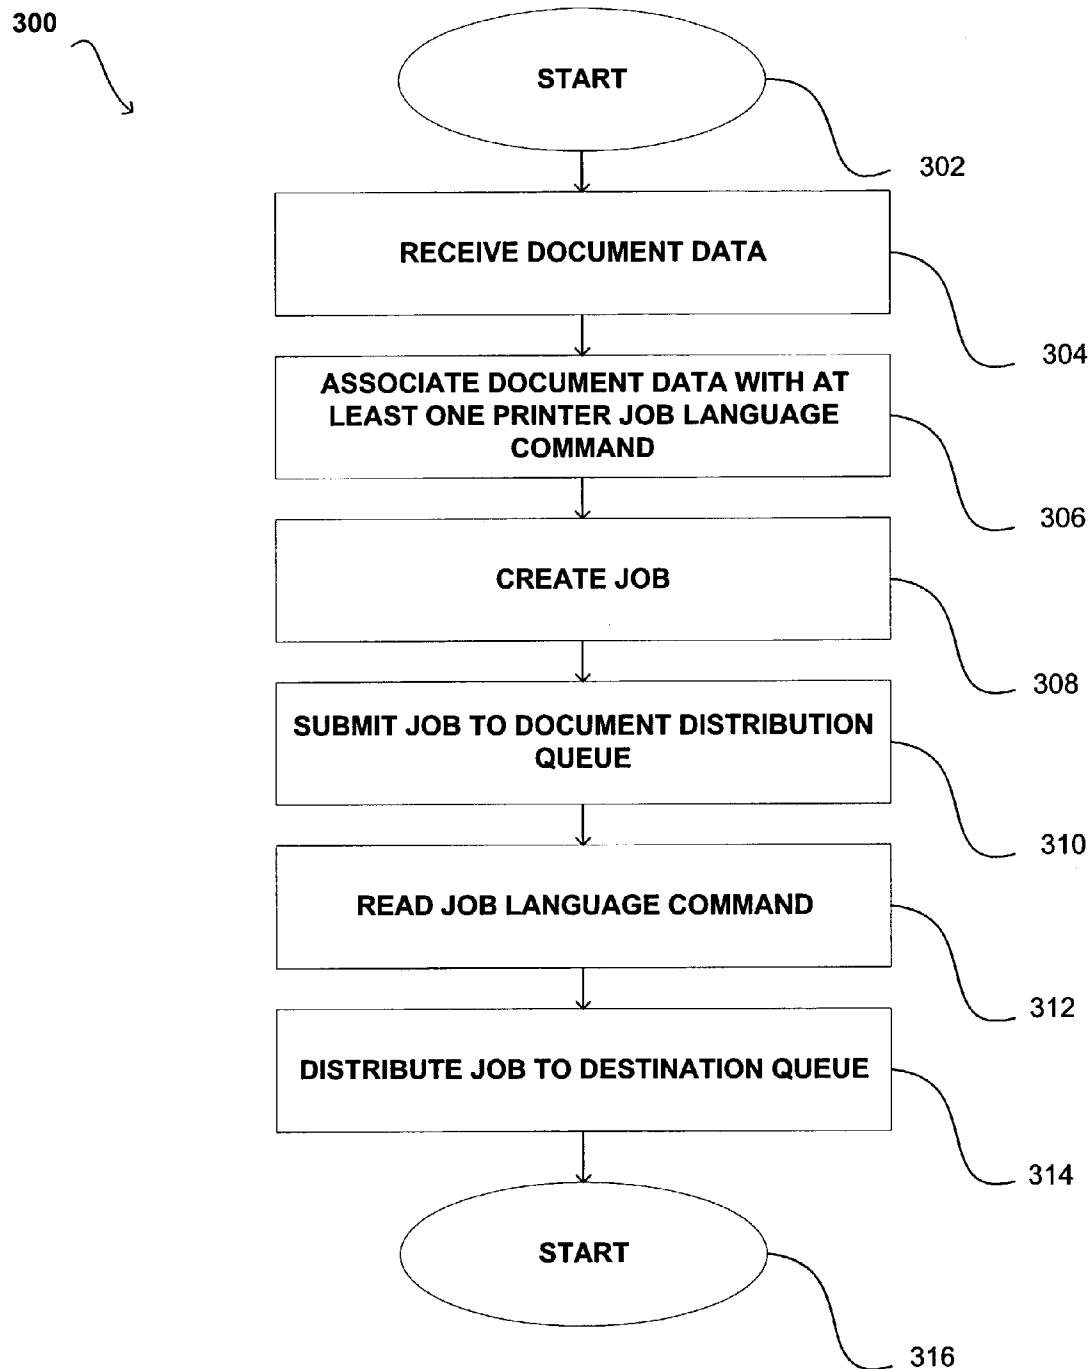 300
START
302
RECEIVE DOCUMENT DATA
304
ASSOCIATE DOCUMENT DATA WITH AT
LEAST ONE PRINTER JOB LANGUAGE
COMMAND
306
CREATE JOB
308
SUBMIT JOB TO DOCUMENT DISTRIBUTION
QUEUE
310
READ JOB LANGUAGE COMMAND
312
DISTRIBUTE JOB TO DESTINATION QUEUE
314
START
316